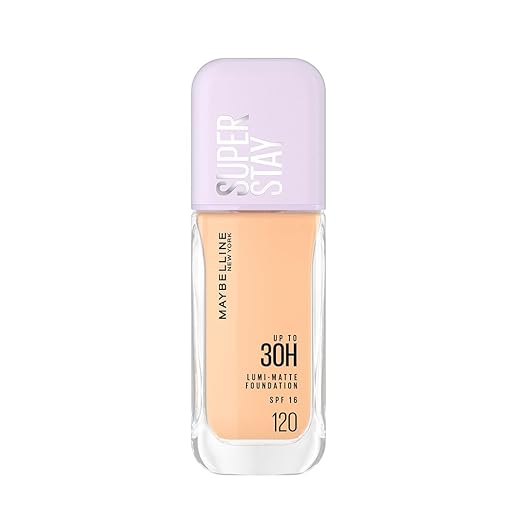 SUPER
STAY
MAYBELLINE
NEW YORK
UP TO
30H
LUMI-MATTE
FOUNDATION
SPF 16
120